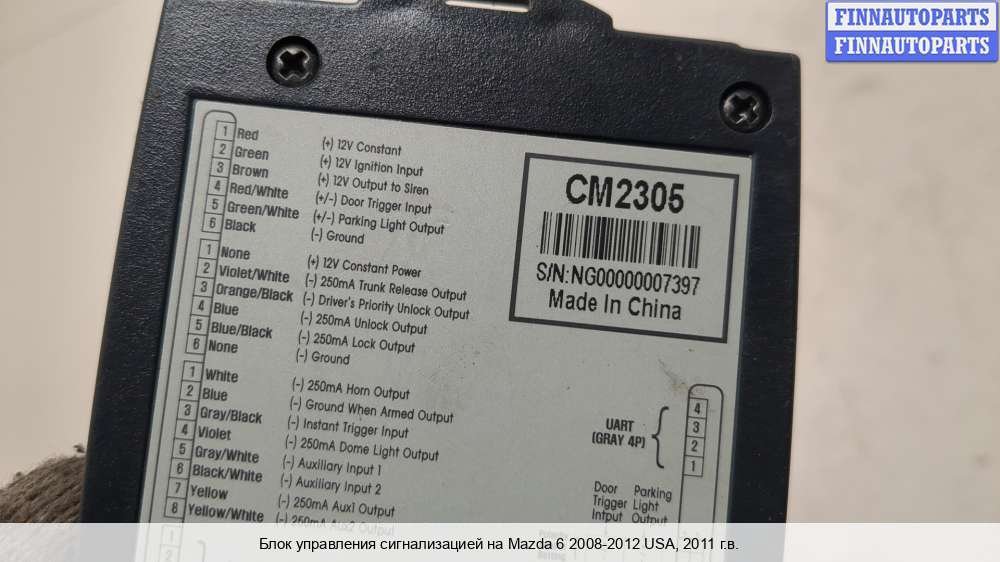 FINNAUTOPARTS
FINNAUTOPARTS
1 Red (+) 12V Constant
2 Green (+) 12V Ignition Input
3 Brown (+) 12V Output to Siren
4 Red/White (+/-) Door Trigger Input
5 Green/White (+/-) Parking Light Output
6 Black (-) Ground
1 None (+) 12V Constant Power
2 Violet/White (-) 250mA Trunk Release Output
3 Orange/Black (-) Driver's Priority Unlock Output
4 Blue (-) 250mA Unlock Output
5 Blue/Black (-) 250mA Lock Output
6 None (-) Ground
1 White (-) 250mA Horn Output
2 Blue (-) Ground When Armed Output
3 Gray/Black (-) Instant Trigger Input
4 Violet (-) 250mA Dome Light Output
5 Gray/White (-) Auxiliary Input 1
6 Black/White (-) Auxiliary Input 2
7 Yellow (-) 250mA Aux1 Output
8 Yellow/White (-) 250mA Aux2 Output
1
2
CM2305
S/N:NG00000007397
Made In China
UART
(GRAY 4P)
4
3
2
1
Door Parking
Trigger Light
Intput Output
Блок управления сигнализацией на Mazda 6 2008-2012 USA, 2011 г.в.